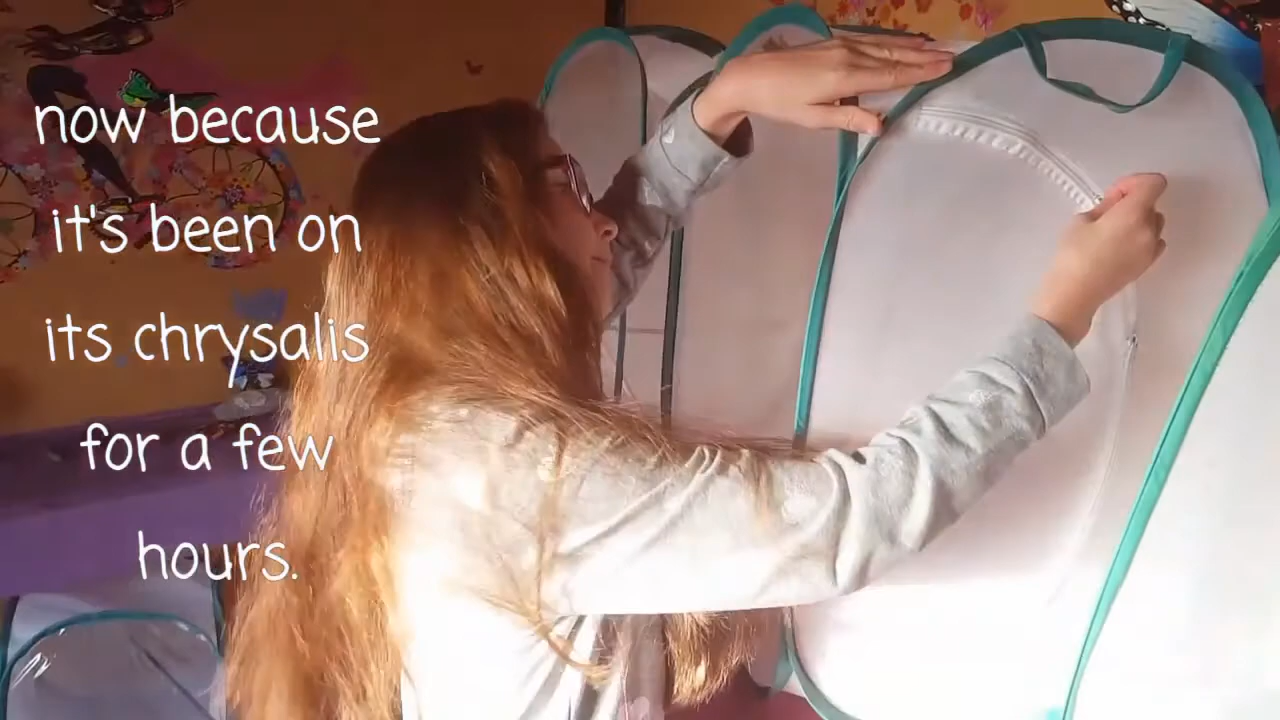 now because
it's been on
its chrysalis
for a few
hours.